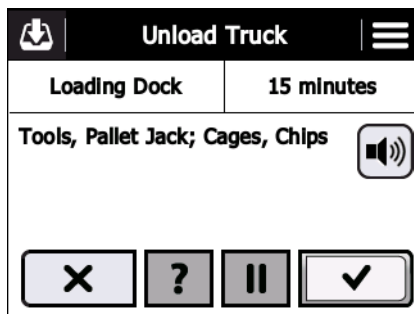 Unload Truck
Loading Dock
15 minutes
Tools, Pallet Jack; Cages, Chips
?